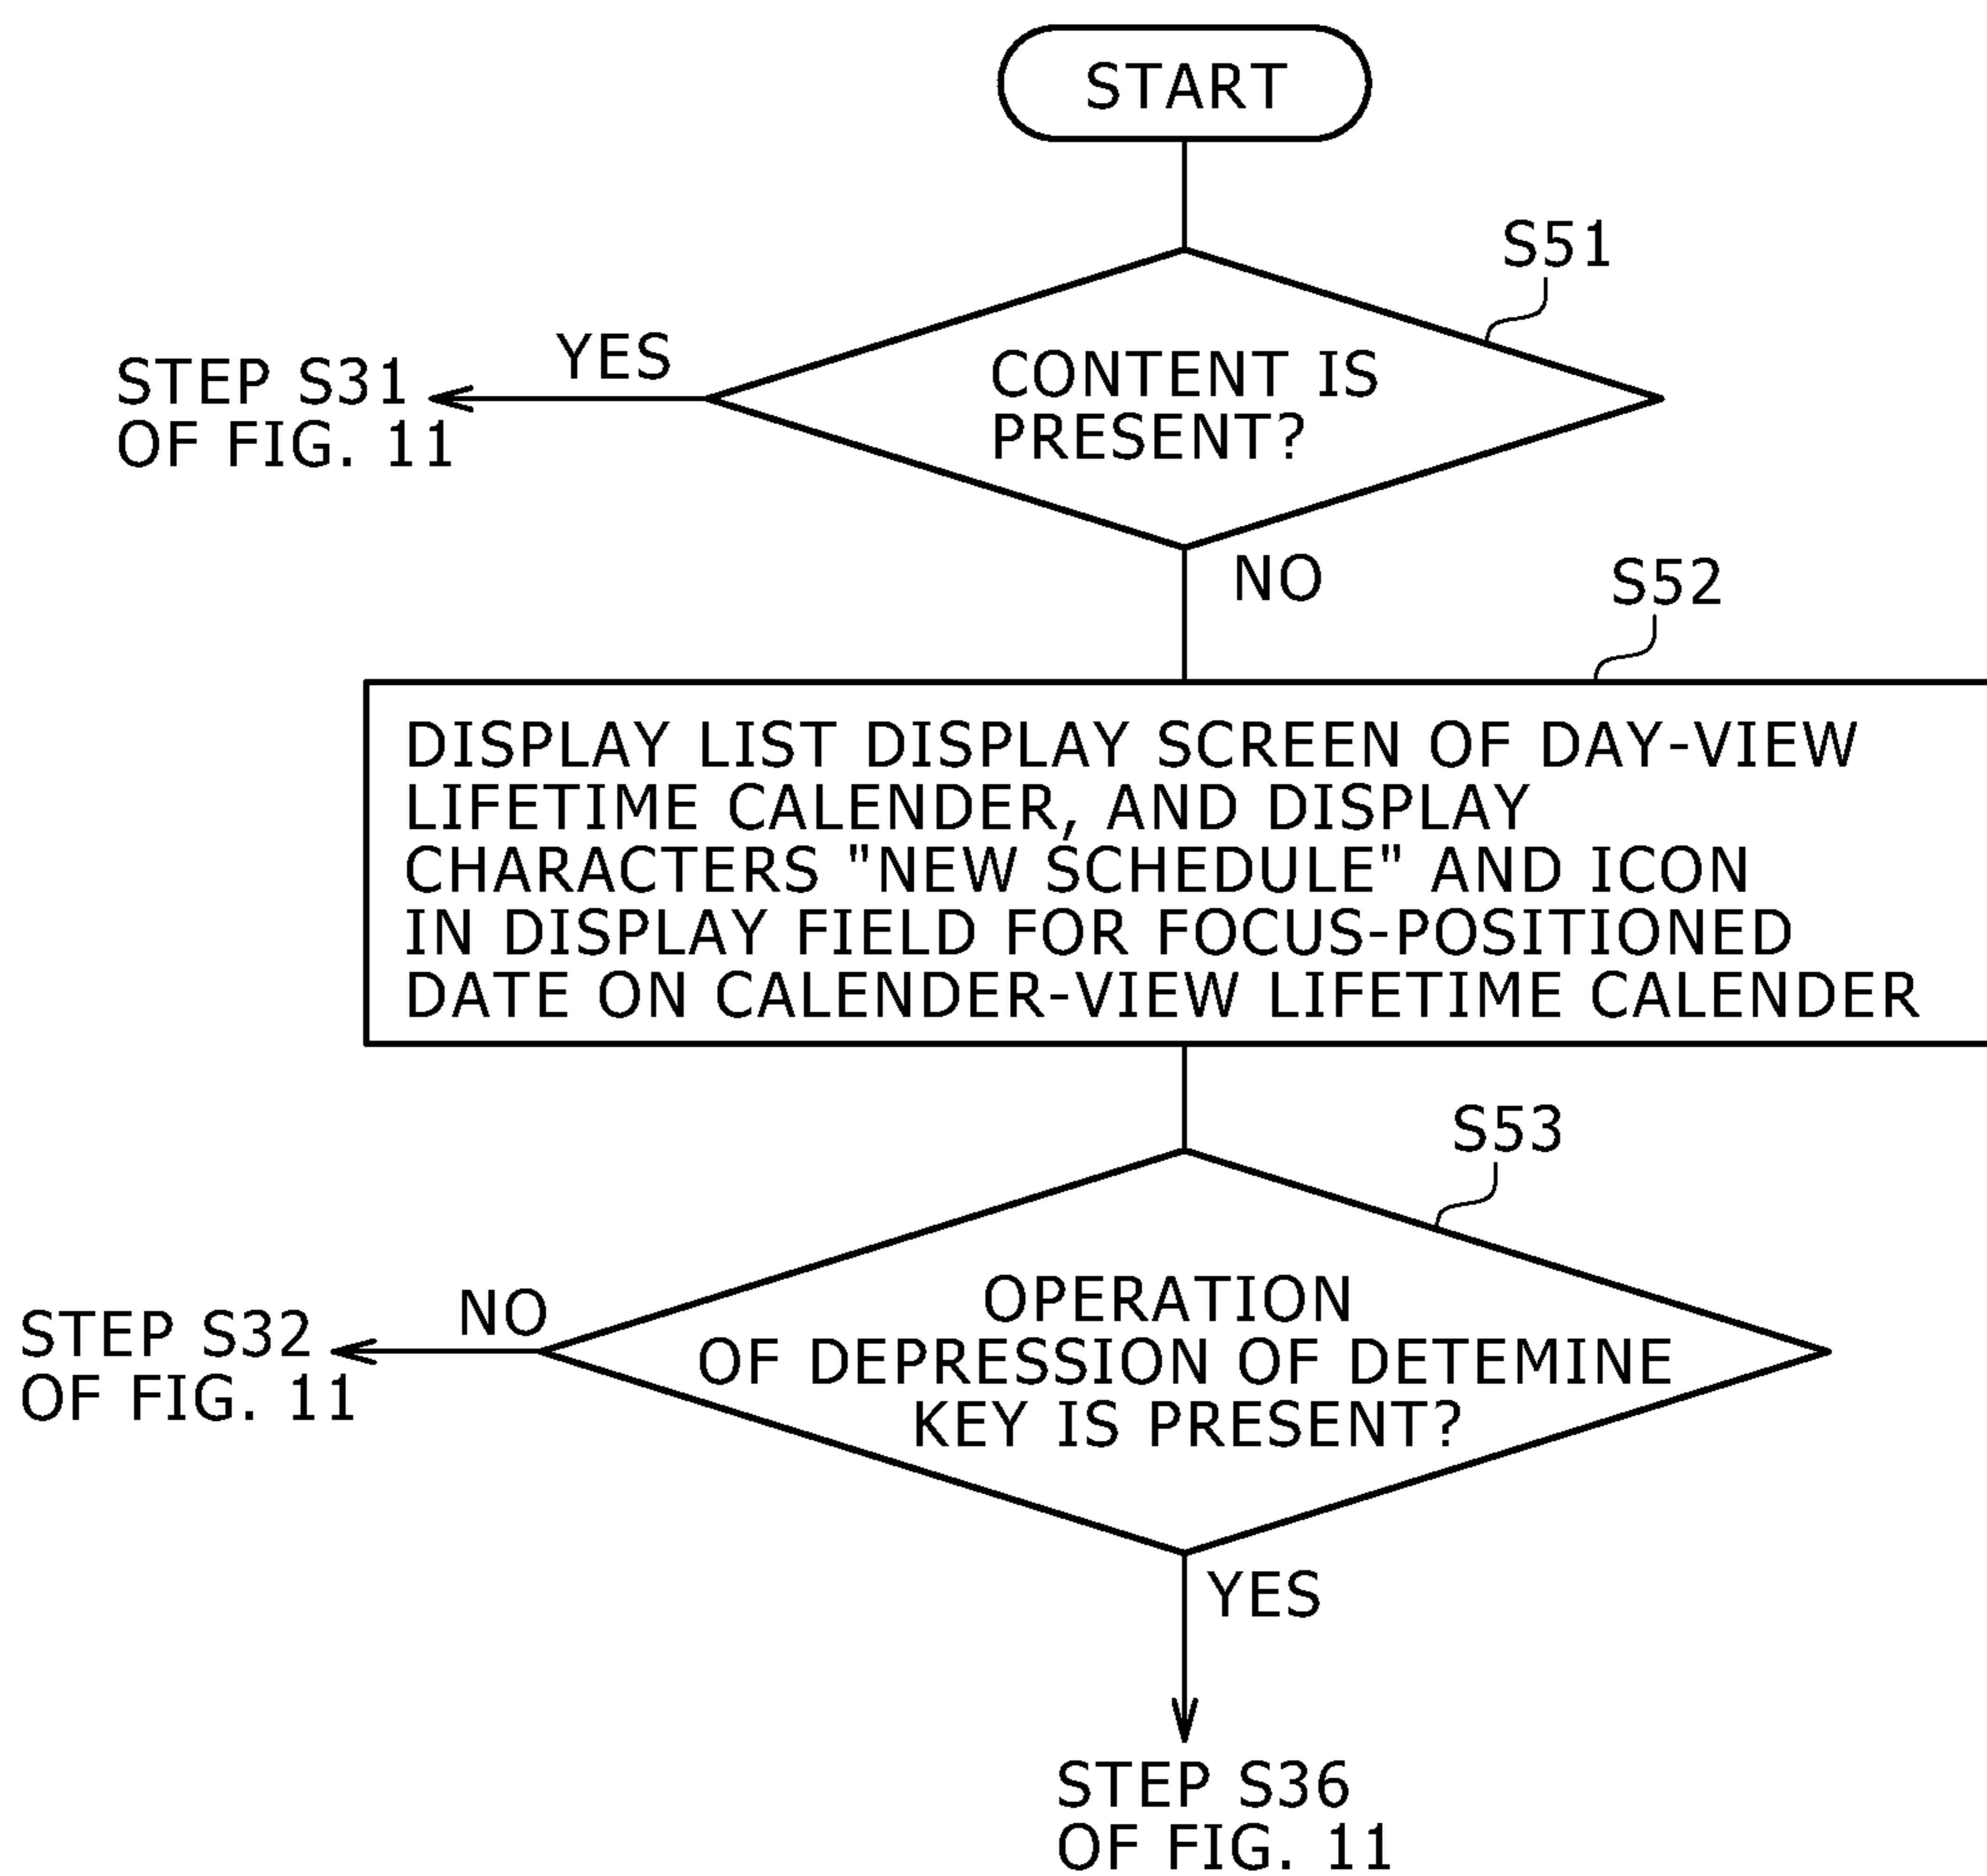 START
S51
CONTENT IS
PRESENT?
YES
STEP S31
OF FIG. 11
NO
S52
DISPLAY LIST DISPLAY SCREEN OF DAY-VIEW
LIFETIME CALENDER, AND DISPLAY
CHARACTERS "NEW SCHEDULE" AND ICON
IN DISPLAY FIELD FOR FOCUS-POSITIONED
DATE ON CALENDER-VIEW LIFETIME CALENDER
S53
OPERATION
OF DEPRESSION OF DETEMINE
KEY IS PRESENT?
NO
STEP S32
OF FIG. 11
YES
STEP S36
OF FIG. 11